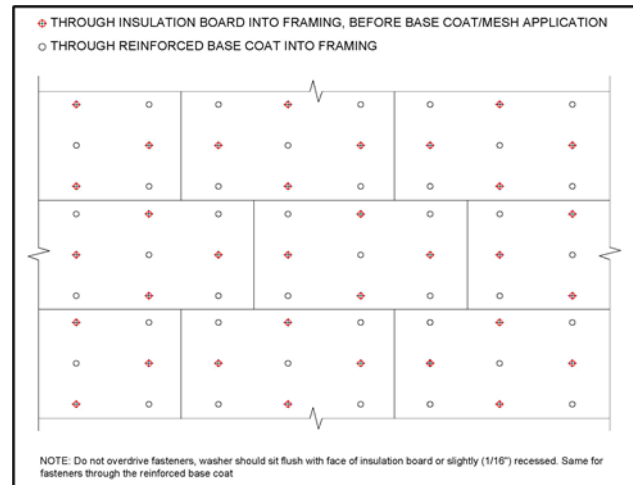 THROUGH INSULATION BOARD INTO FRAMING, BEFORE BASE COAT/MESH APPLICATION
THROUGH REINFORCED BASE COAT INTO FRAMING
NOTE: Do not overdrive fasteners, washer should sit flush with face of insulation board or slightly (1/16") recessed. Same for
fasteners through the reinforced base coat